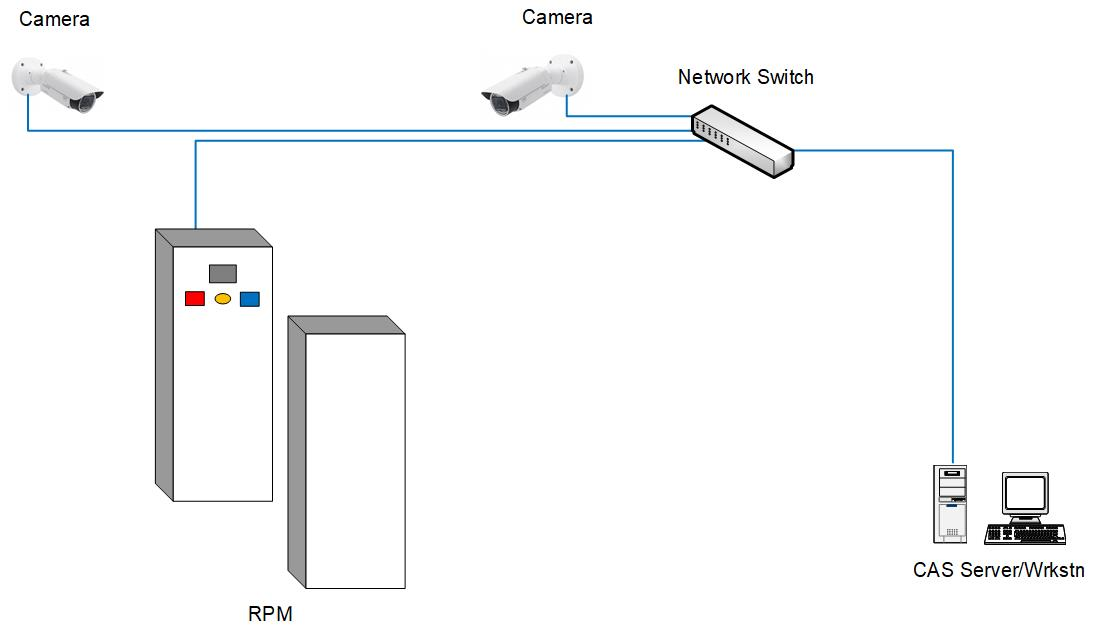 Camera
Camera
Network Switch
CAS Server/Wrkstn
RPM